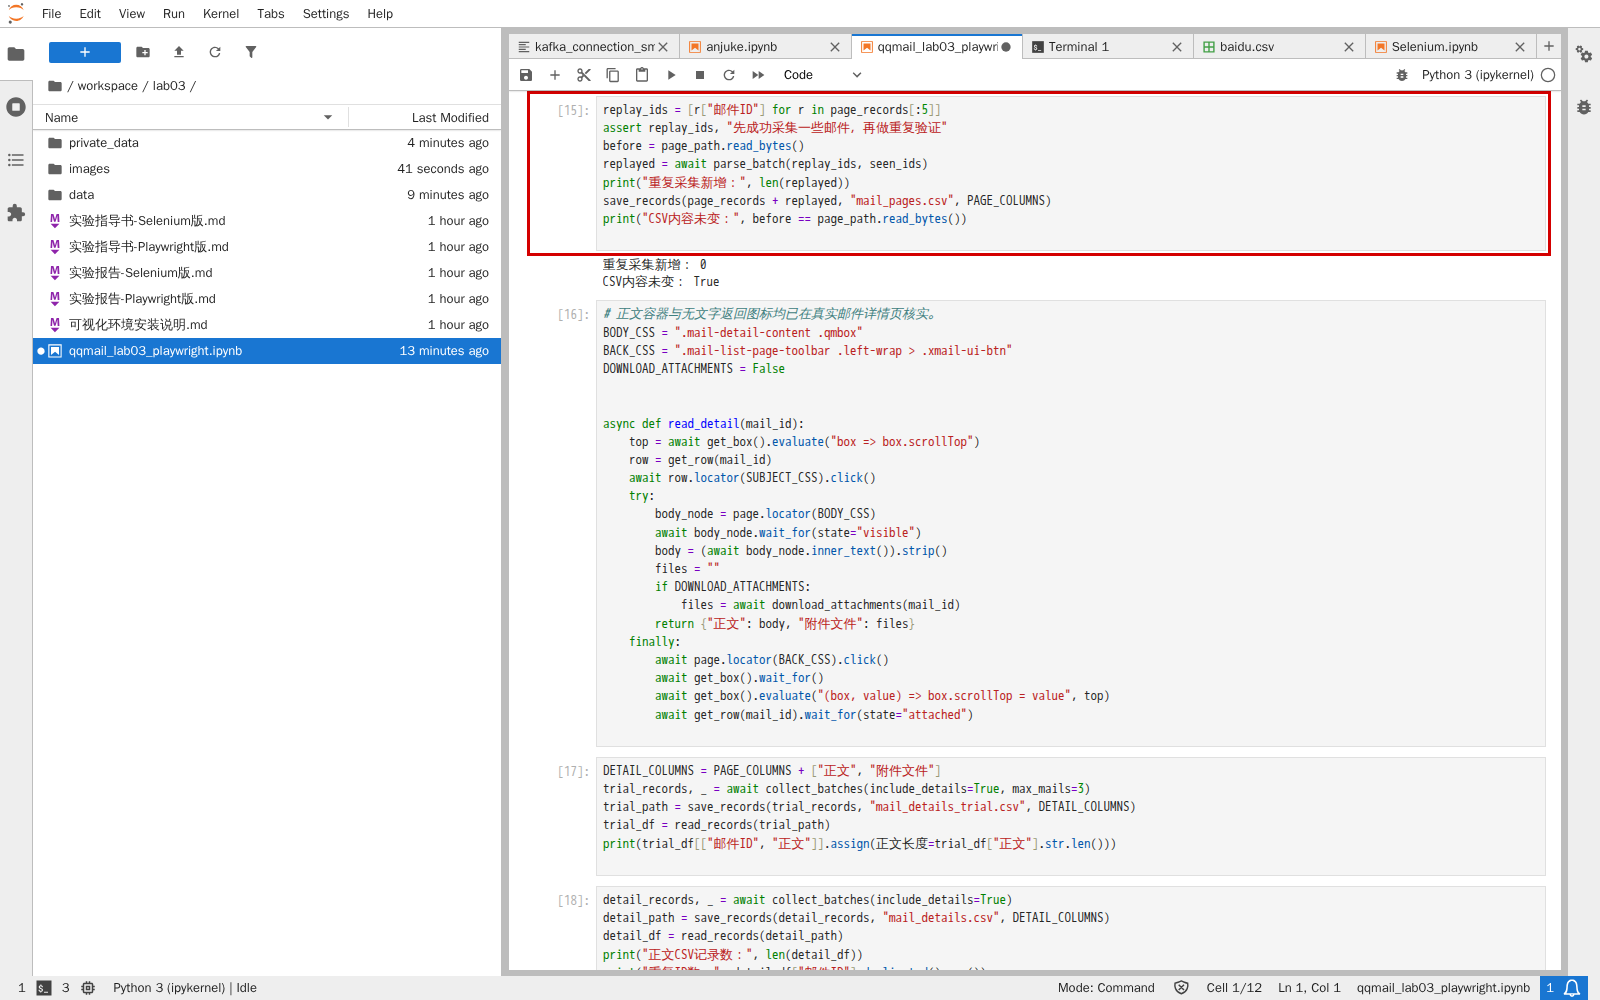 File Edit View Run Kernel Tabs Settings Help
kafka_connection_sm
anjuke.ipynb
qqmail_lab03_playwri
Terminal 1
baidu.csv
Selenium.ipynb
Code
Python 3 (ipykernel)
/ workspace / lab03 /
Name Last Modified
private_data 4 minutes ago
images 41 seconds ago
data 9 minutes ago
实验指导书-Selenium版.md 1 hour ago
实验指导书-Playwright版.md 1 hour ago
实验报告-Selenium版.md 1 hour ago
实验报告-Playwright版.md 1 hour ago
可视化环境安装说明.md 1 hour ago
qqmail_lab03_playwright.ipynb 13 minutes ago
[15]:
replay_ids = [r["邮件ID"] for r in page_records[:5]]
assert replay_ids, "先成功采集一些邮件, 再做重复验证"
before = page_path.read_bytes()
replayed = await parse_batch(replay_ids, seen_ids)
print("重复采集新增：", len(replayed))
save_records(page_records + replayed, "mail_pages.csv", PAGE_COLUMNS)
print("CSV内容未变：", before == page_path.read_bytes())
重复采集新增： 0
CSV内容未变： True
[16]:
# 正文容器与无文字返回图标均已在真实邮件详情页核实。
BODY_CSS = ".mail-detail-content .qmbox"
BACK_CSS = ".mail-list-page-toolbar .left-wrap > .xmail-ui-btn"
DOWNLOAD_ATTACHMENTS = False
async def read_detail(mail_id):
    top = await get_box().evaluate("box => box.scrollTop")
    row = get_row(mail_id)
    await row.locator(SUBJECT_CSS).click()
    try:
        body_node = page.locator(BODY_CSS)
        await body_node.wait_for(state="visible")
        body = (await body_node.inner_text()).strip()
        files = ""
        if DOWNLOAD_ATTACHMENTS:
            files = await download_attachments(mail_id)
        return {"正文": body, "附件文件": files}
    finally:
        await page.locator(BACK_CSS).click()
        await get_box().wait_for()
        await get_box().evaluate("(box, value) => box.scrollTop = value", top)
        await get_row(mail_id).wait_for(state="attached")
[17]:
DETAIL_COLUMNS = PAGE_COLUMNS + ["正文", "附件文件"]
trial_records, _ = await collect_batches(include_details=True, max_mails=3)
trial_path = save_records(trial_records, "mail_details_trial.csv", DETAIL_COLUMNS)
trial_df = read_records(trial_path)
print(trial_df[["邮件ID", "正文"]].assign(正文长度=trial_df["正文"].str.len()))
[18]:
detail_records, _ = await collect_batches(include_details=True)
detail_path = save_records(detail_records, "mail_details.csv", DETAIL_COLUMNS)
detail_df = read_records(detail_path)
print("正文CSV记录数：", len(detail_df))
1 3 Python 3 (ipykernel) | Idle
Mode: Command Cell 1/12 Ln 1, Col 1 qqmail_lab03_playwright.ipynb 1